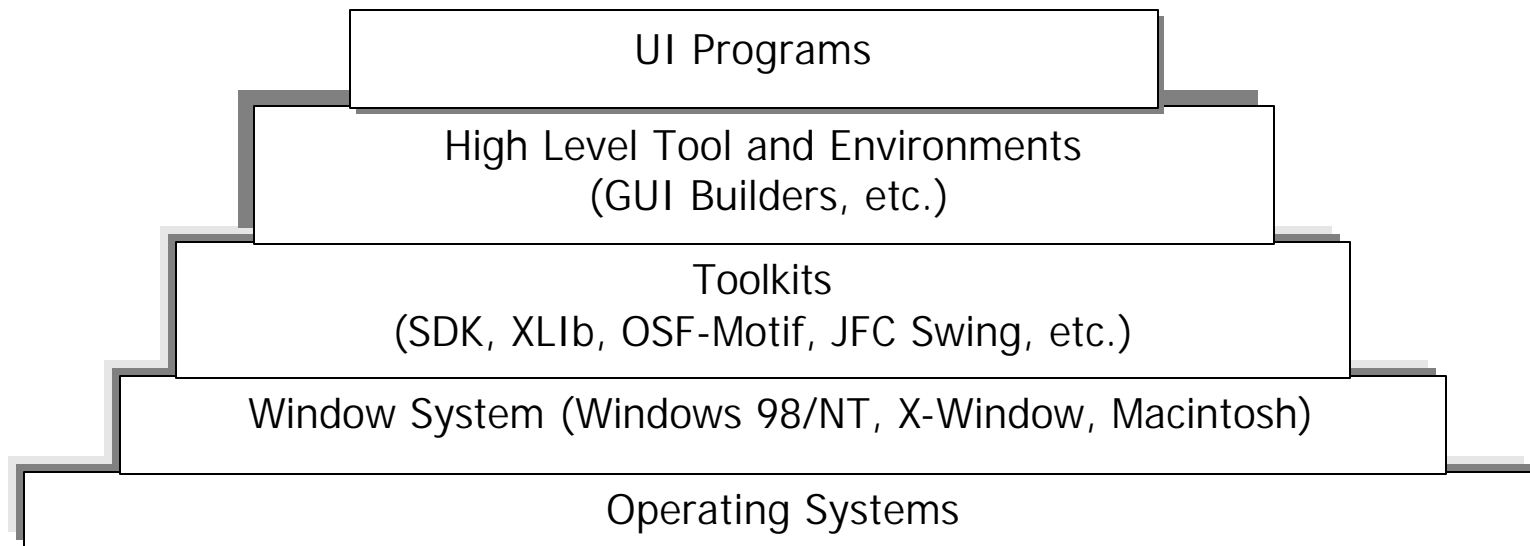 UI Programs
High Level Tool and Environments
(GUI Builders, etc.)
Toolkits
(SDK, XLIb, OSF-Motif, JFC Swing, etc.)
Window System (Windows 98/NT, X-Window, Macintosh)
Operating Systems